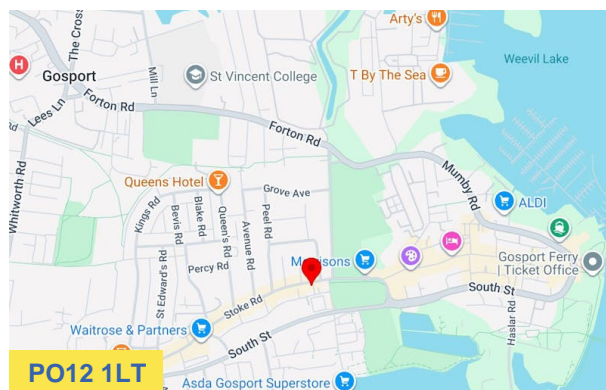 Arty's
The Cross
Weevil Lake
H
Gosport
Mill Ln
St Vincent College
T By The Sea
Forton Rd
Lees Ln
Forton Rd
Mumby Rd
Whitworth Rd
Queens Hotel
Grove Ave
ALDI
Kings Rd
Bevis Rd
Blake Rd
Queen's Rd
Avenue Rd
Peel Rd
Gosport Ferry
| Ticket Office
Percy Rd
St Edward's Rd
Stoke Rd
South St
Haslar Rd
Waitrose & Partners
South St
PO12 1LT
Asda Gosport Superstore